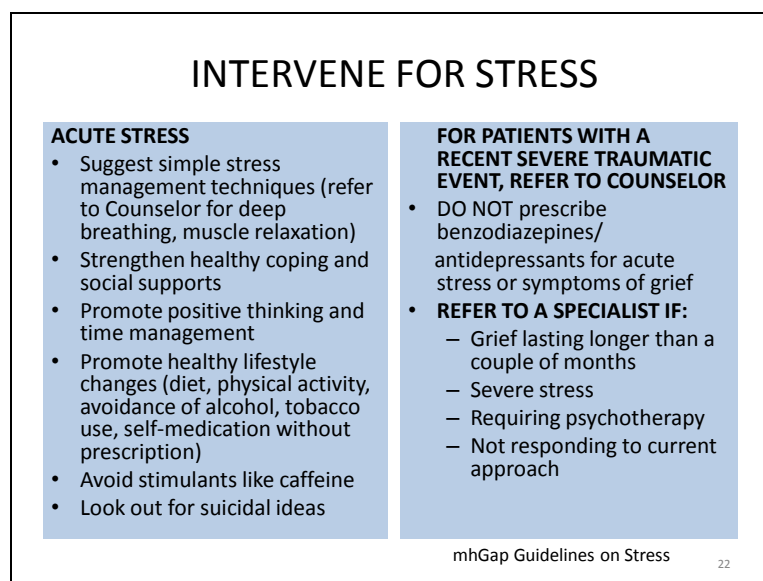 INTERVENE FOR STRESS
ACUTE STRESS
• Suggest simple stress
management techniques (refer
to Counselor for deep
breathing, muscle relaxation)
• Strengthen healthy coping and
social supports
• Promote positive thinking and
time management
• Promote healthy lifestyle
changes (diet, physical activity,
avoidance of alcohol, tobacco
use, self-medication without
prescription)
• Avoid stimulants like caffeine
• Look out for suicidal ideas
FOR PATIENTS WITH A
RECENT SEVERE TRAUMATIC
EVENT, REFER TO COUNSELOR
• DO NOT prescribe
benzodiazepines/
antidepressants for acute
stress or symptoms of grief
• REFER TO A SPECIALIST IF:
– Grief lasting longer than a
couple of months
– Severe stress
– Requiring psychotherapy
– Not responding to current
approach
mhGap Guidelines on Stress
22